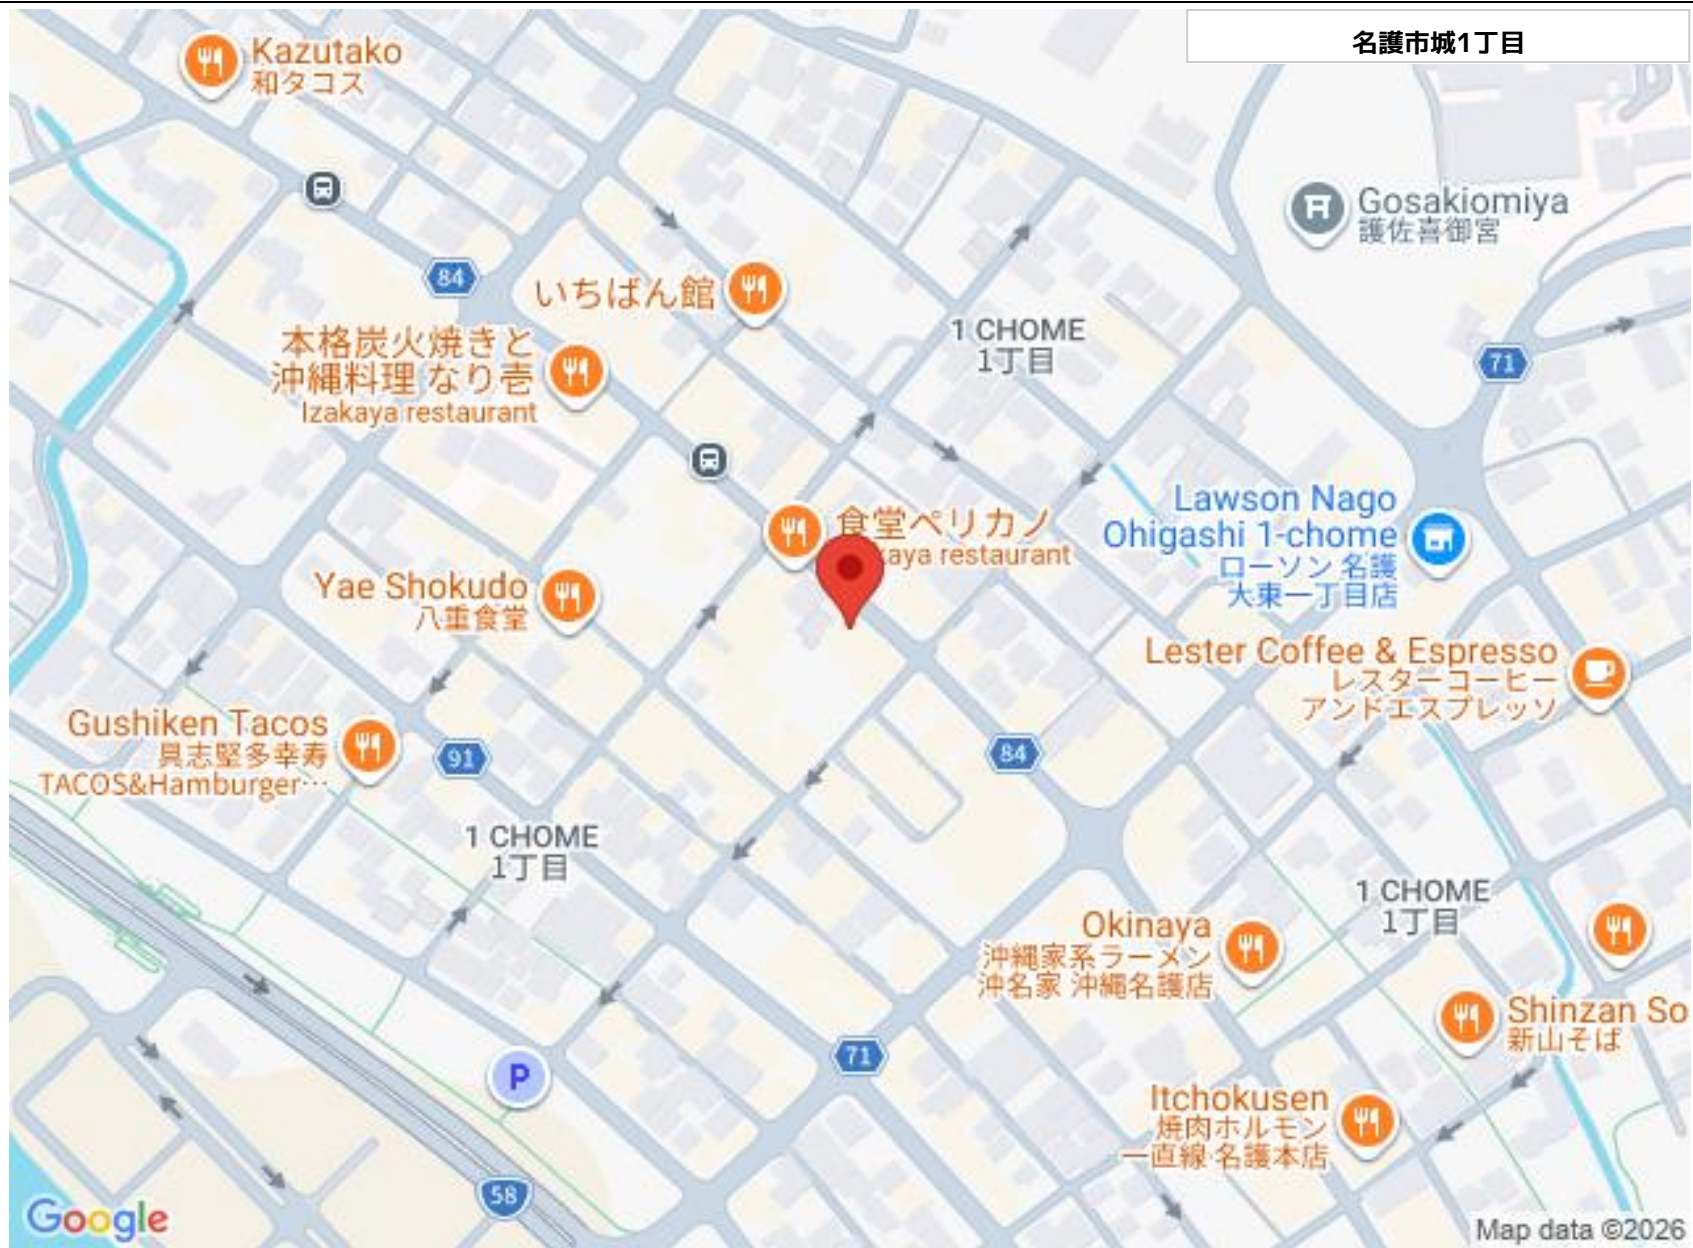 名護市城1丁目
Kazutako
和タコス
Gosakiomiya
護佐喜御宮
84
いちばん館
1 CHOME
1丁目
本格炭火焼きと
沖縄料理 なり壱
Izakaya restaurant
71
Lawson Nago
Ohigashi 1-chome
ローソン 名護
大東一丁目店
食堂ペリカノ
kaya restaurant
Yae Shokudo
八重食堂
Lester Coffee & Espresso
レスターコーヒー
アンドエスプレッソ
Gushiken Tacos
具志堅多幸寿
TACOS&Hamburger…
91
84
1 CHOME
1丁目
1 CHOME
1丁目
Okinaya
沖縄家系ラーメン
沖名家 沖縄名護店
Shinzan So
新山そば
71
P
Itchokusen
焼肉ホルモン
一直線 名護本店
58
Google
Map data ©2026